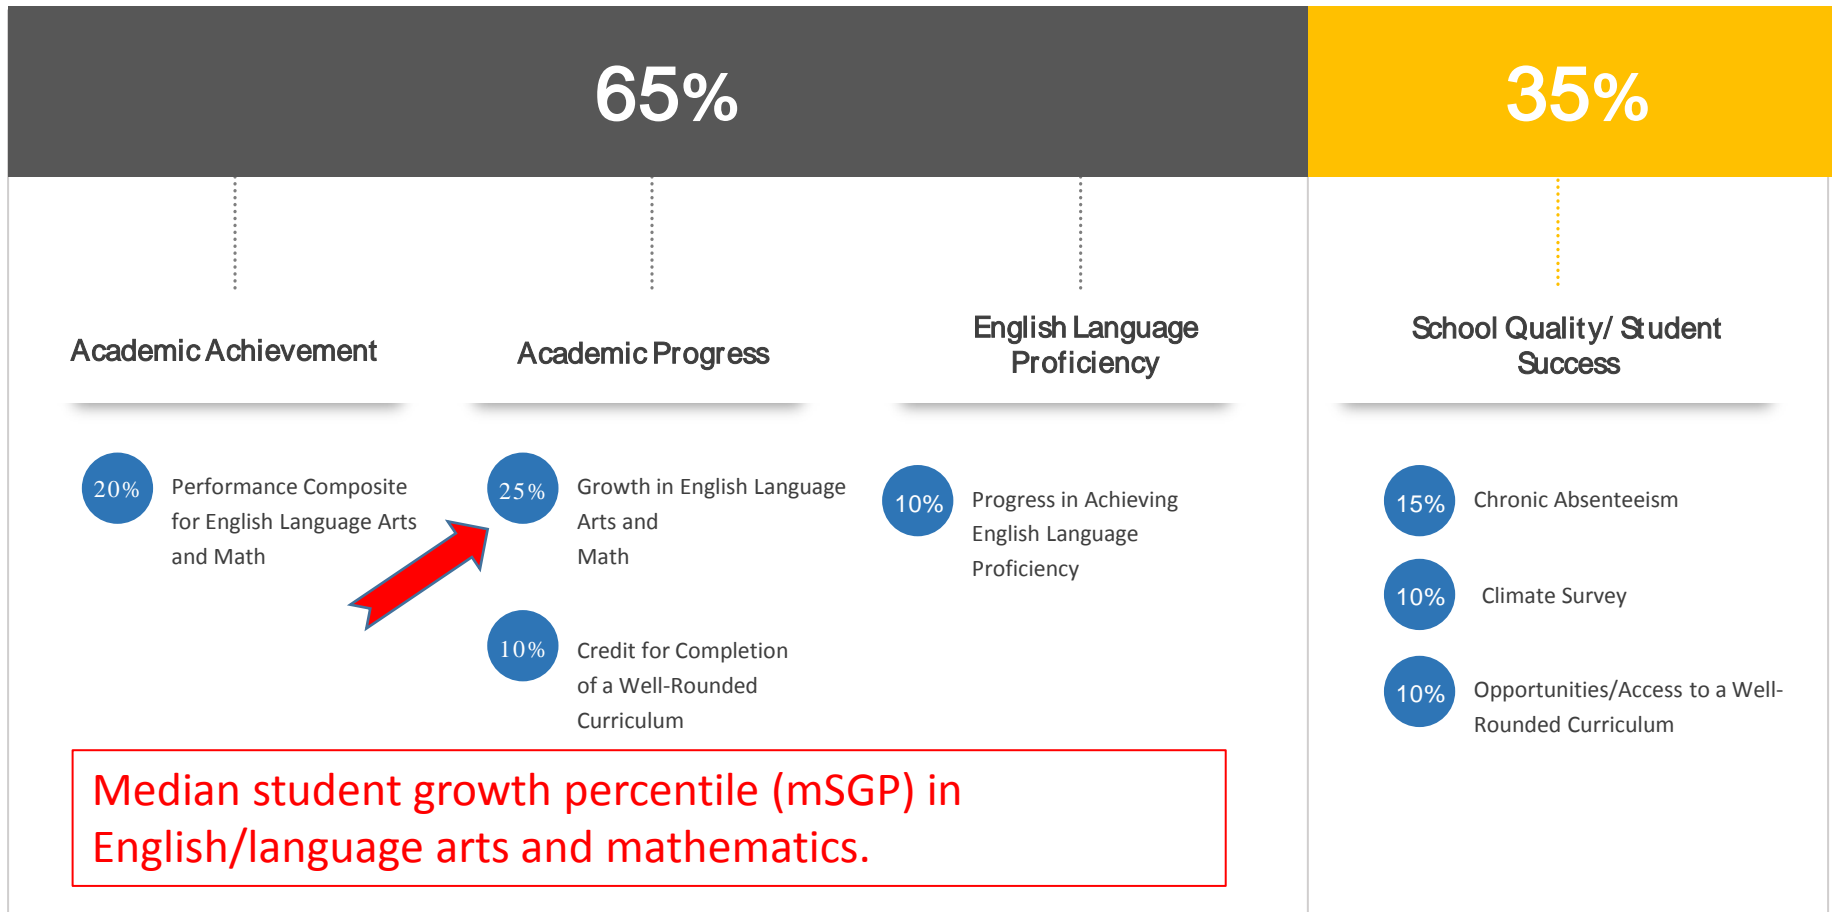 65%
35%
Academic Achievement
Academic Progress
English Language
Proficiency
School Quality/ Student
Success
20%
Performance Composite
for English Language Arts
and Math
25%
Growth in English Language
Arts and
Math
10%
Credit for Completion
of a Well-Rounded
Curriculum
10%
Progress in Achieving
English Language
Proficiency
15%
Chronic Absenteeism
10%
Climate Survey
10%
Opportunities/Access to a Well-
Rounded Curriculum
Median student growth percentile (mSGP) in
English/language arts and mathematics.